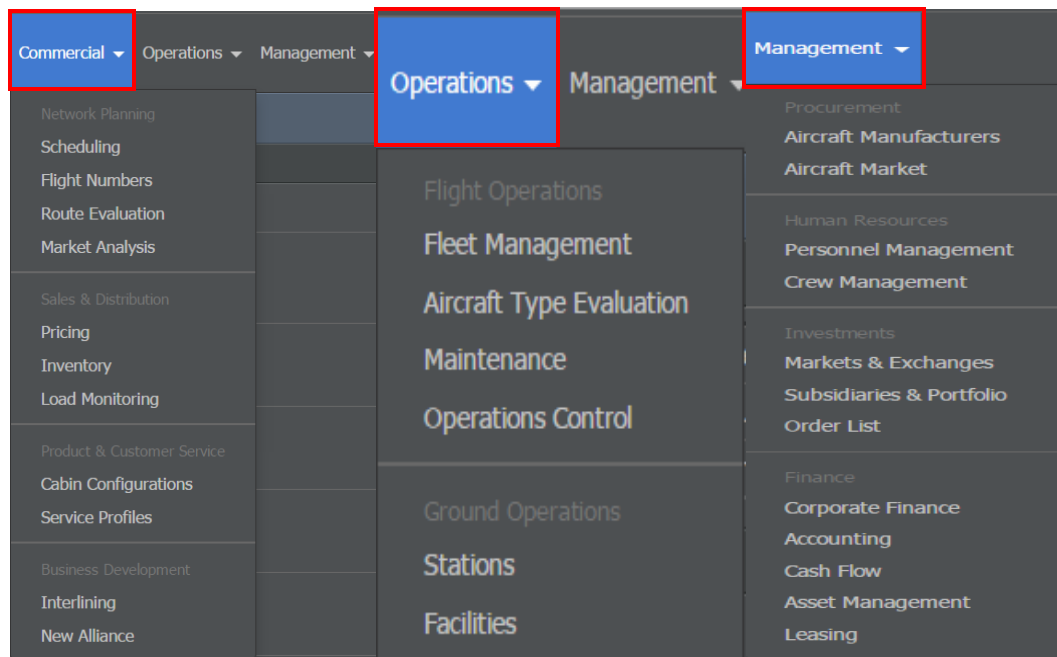 Commercial Operations Management
Network Planning
Scheduling
Flight Numbers
Route Evaluation
Market Analysis
Sales & Distribution
Pricing
Inventory
Load Monitoring
Product & Customer Service
Cabin Configurations
Service Profiles
Business Development
Interlining
New Alliance
Operations Management
Flight Operations
Fleet Management
Aircraft Type Evaluation
Maintenance
Operations Control
Ground Operations
Stations
Facilities
Management
Procurement
Aircraft Manufacturers
Aircraft Market
Human Resources
Personnel Management
Crew Management
Investments
Markets & Exchanges
Subsidiaries & Portfolio
Order List
Finance
Corporate Finance
Accounting
Cash Flow
Asset Management
Leasing